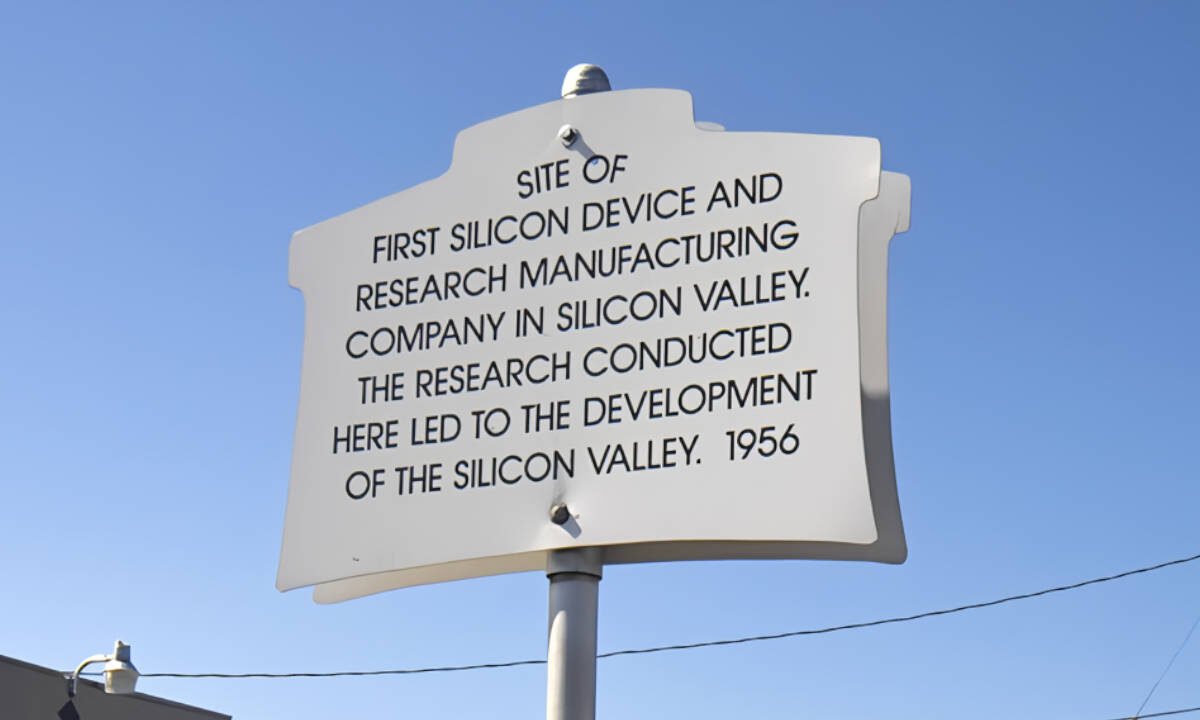 SITE OF
FIRST SILICON DEVICE AND
RESEARCH MANUFACTURING
COMPANY IN SILICON VALLEY.
THE RESEARCH CONDUCTED
HERE LED TO THE DEVELOPMENT
OF THE SILICON VALLEY. 1956